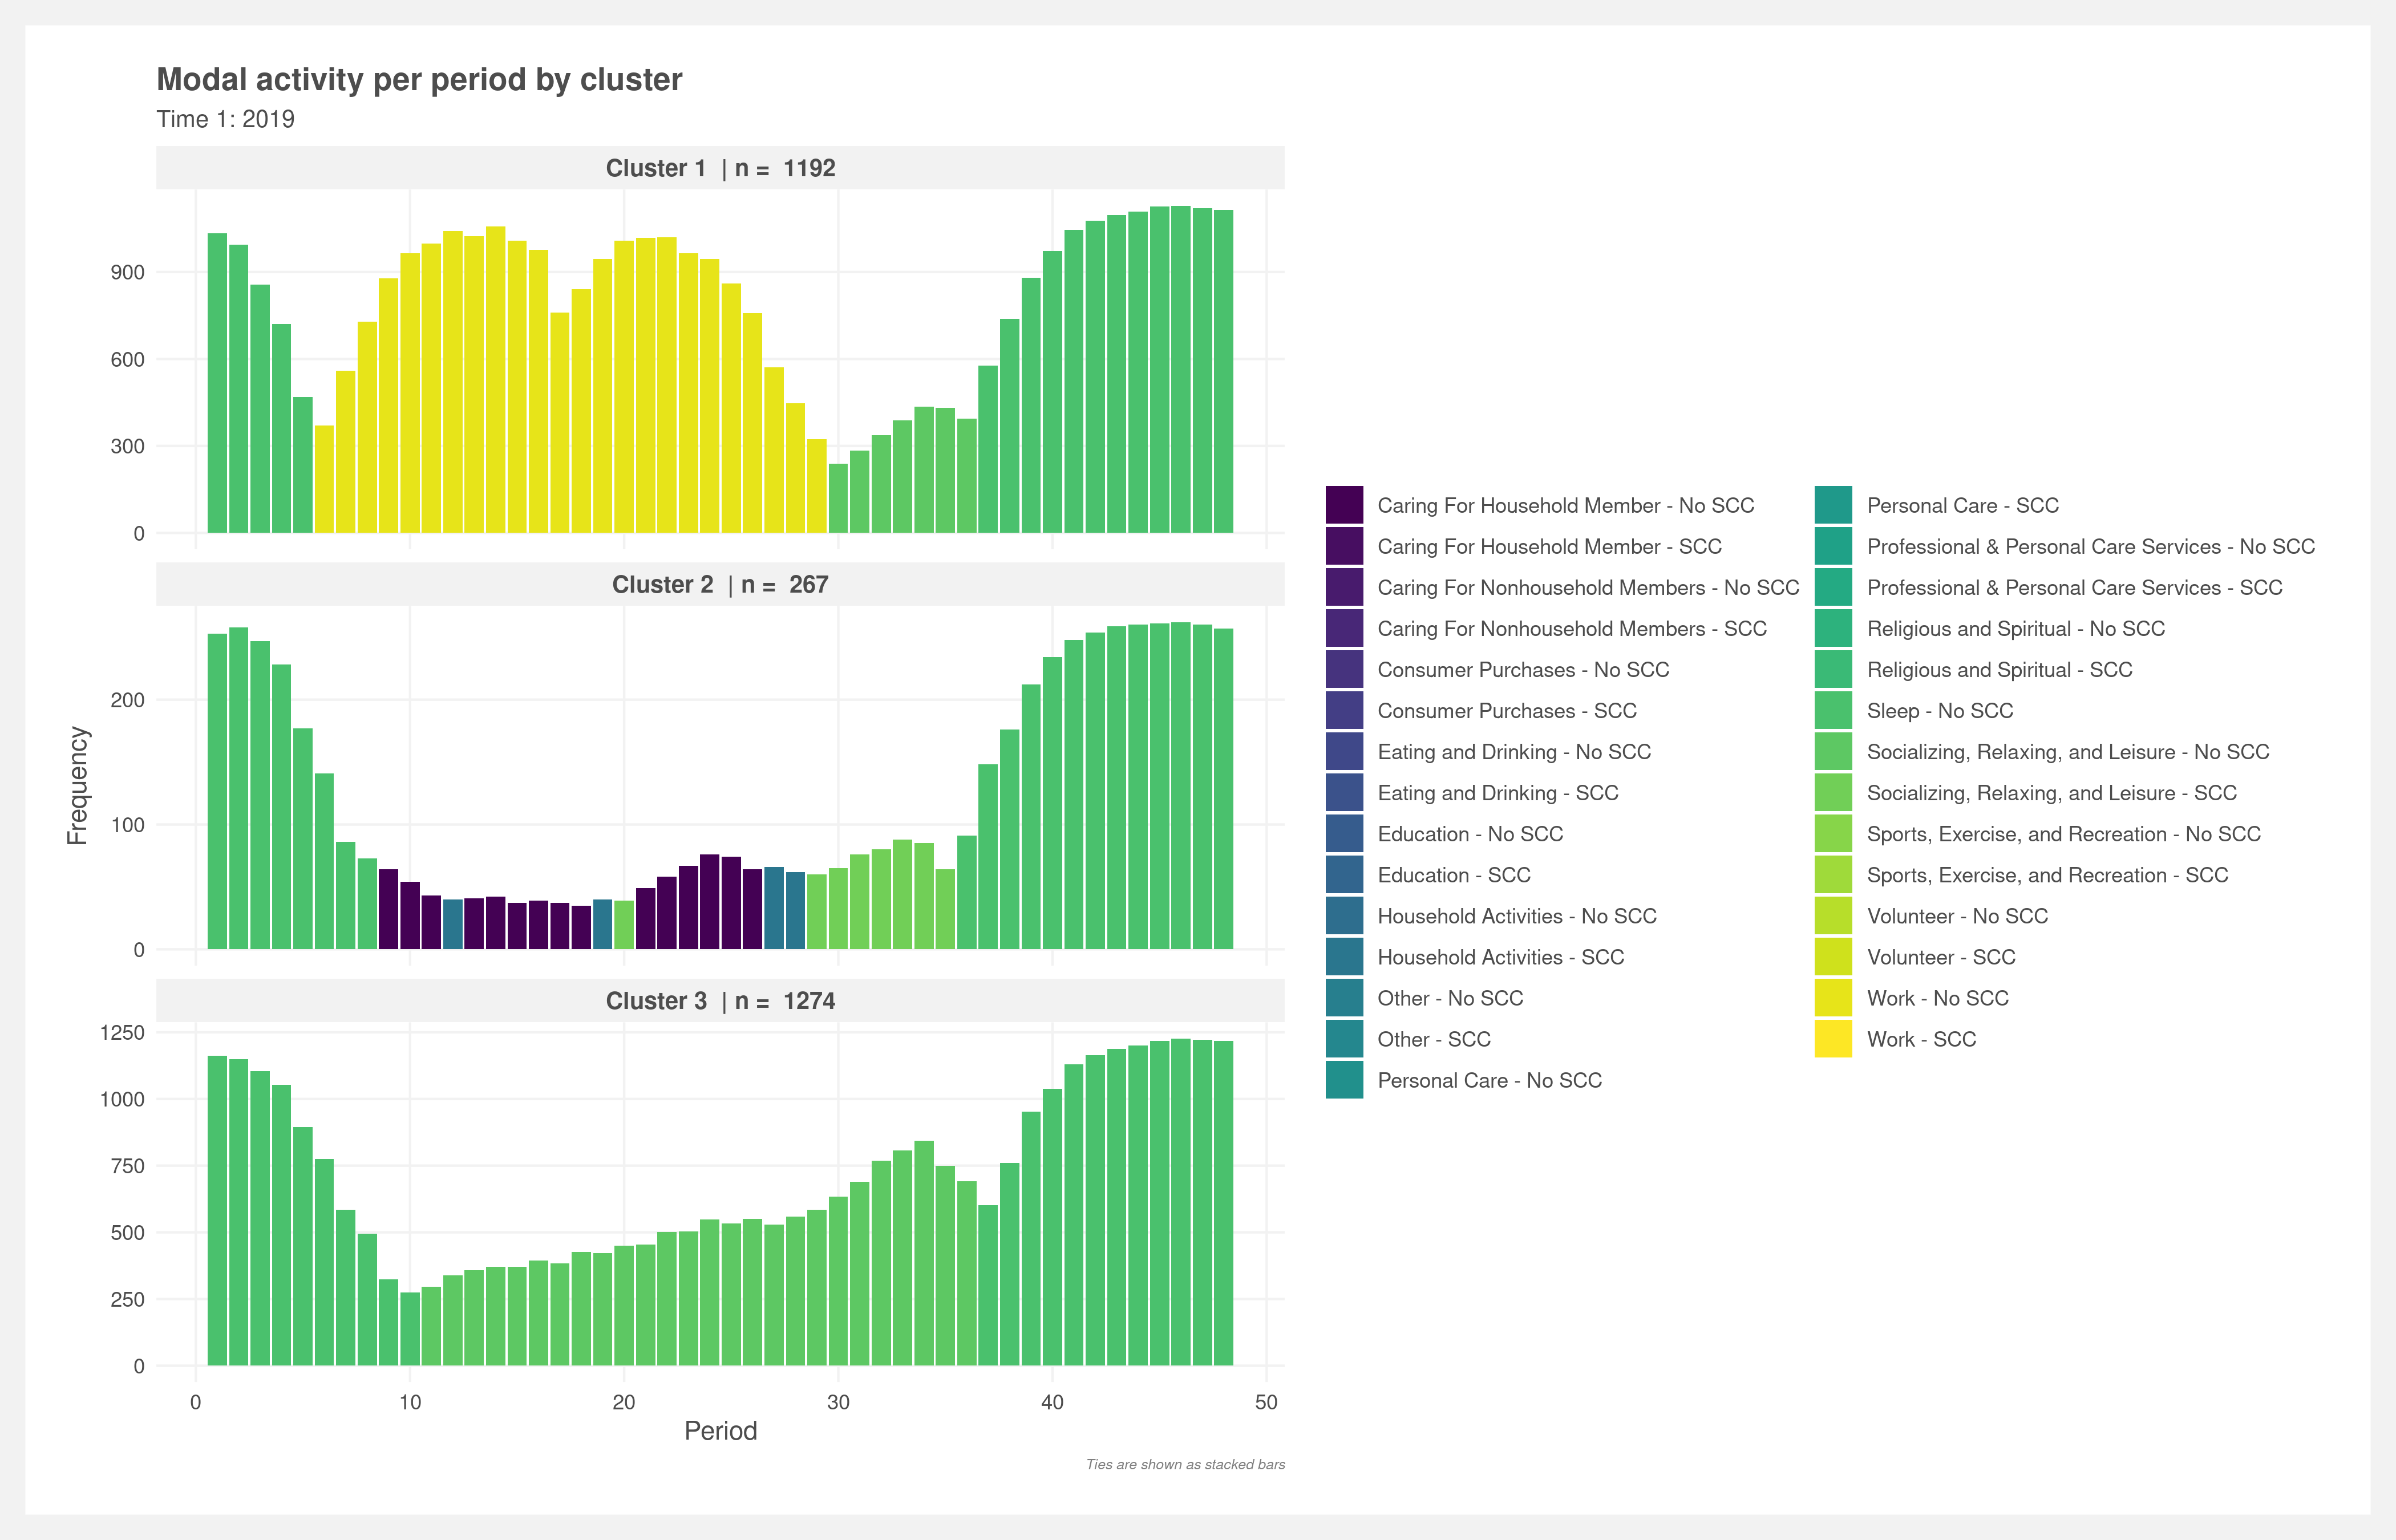 Modal activity per period by cluster
Time 1: 2019
Cluster 1 | n = 1192
900
600
300
0
Cluster 2 | n = 267
200
100
0
Frequency
Cluster 3 | n = 1274
1250
1000
750
500
250
0
0 10 20 30 40 50
Period
Ties are shown as stacked bars
Caring For Household Member - No SCC
Caring For Household Member - SCC
Caring For Nonhousehold Members - No SCC
Caring For Nonhousehold Members - SCC
Consumer Purchases - No SCC
Consumer Purchases - SCC
Eating and Drinking - No SCC
Eating and Drinking - SCC
Education - No SCC
Education - SCC
Household Activities - No SCC
Household Activities - SCC
Other - No SCC
Other - SCC
Personal Care - No SCC
Personal Care - SCC
Professional & Personal Care Services - No SCC
Professional & Personal Care Services - SCC
Religious and Spiritual - No SCC
Religious and Spiritual - SCC
Sleep - No SCC
Socializing, Relaxing, and Leisure - No SCC
Socializing, Relaxing, and Leisure - SCC
Sports, Exercise, and Recreation - No SCC
Sports, Exercise, and Recreation - SCC
Volunteer - No SCC
Volunteer - SCC
Work - No SCC
Work - SCC